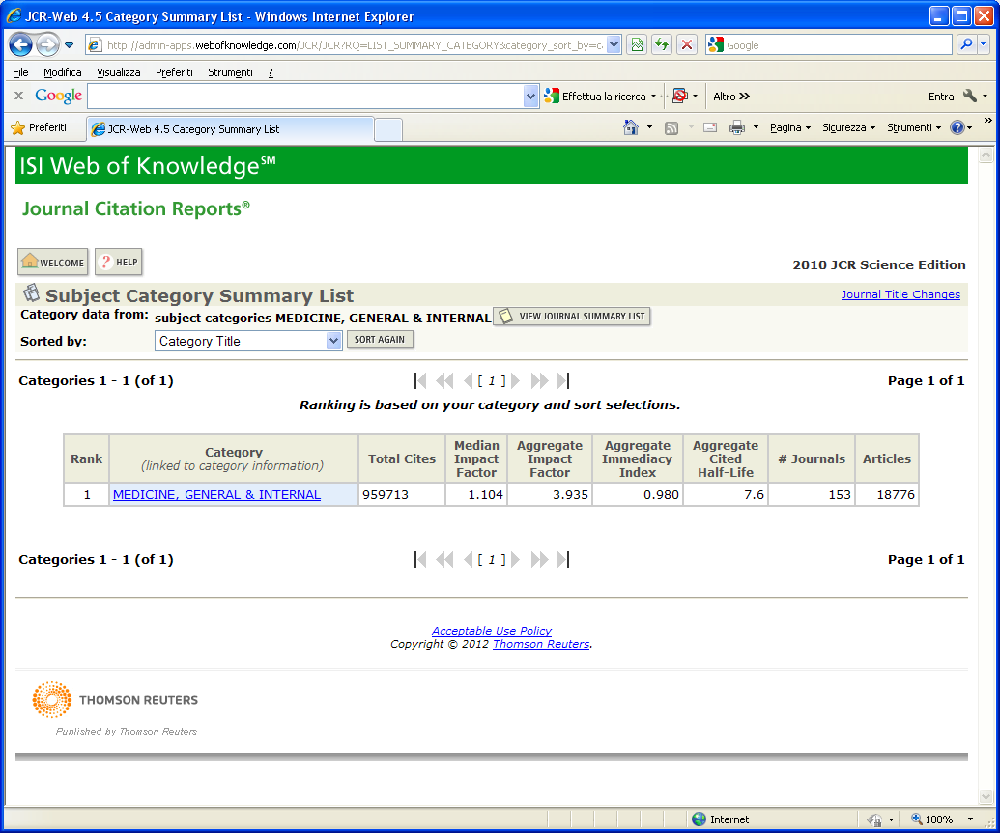 JCR-Web 4.5 Category Summary List - Windows Internet Explorer
http://admin-apps.webofknowledge.com/JCR/JCR?RQ=LIST_SUMMARY_CATEGORY&category_sort_by=c Google
File Modifica Visualizza Preferiti Strumenti ?
x Google Effettua la ricerca Altro >> Entra
Preferiti JCR-Web 4.5 Category Summary List Pagina Sicurezza Strumenti >>
ISI Web of Knowledge℠
Journal Citation Reports®
WELCOME ? HELP
2010 JCR Science Edition
Subject Category Summary List Journal Title Changes
Category data from: subject categories MEDICINE, GENERAL & INTERNAL VIEW JOURNAL SUMMARY LIST
Sorted by: Category Title SORT AGAIN
Categories 1 - 1 (of 1) [ 1 ] Page 1 of 1
Ranking is based on your category and sort selections.
Rank Category (linked to category information) Total Cites Median Impact Factor Aggregate Impact Factor Aggregate Immediacy Index Aggregate Cited Half-Life # Journals Articles
1 MEDICINE, GENERAL & INTERNAL 959713 1.104 3.935 0.980 7.6 153 18776
Categories 1 - 1 (of 1) [ 1 ] Page 1 of 1
Acceptable Use Policy
Copyright © 2012 Thomson Reuters.
THOMSON REUTERS
Published by Thomson Reuters
Internet 100%